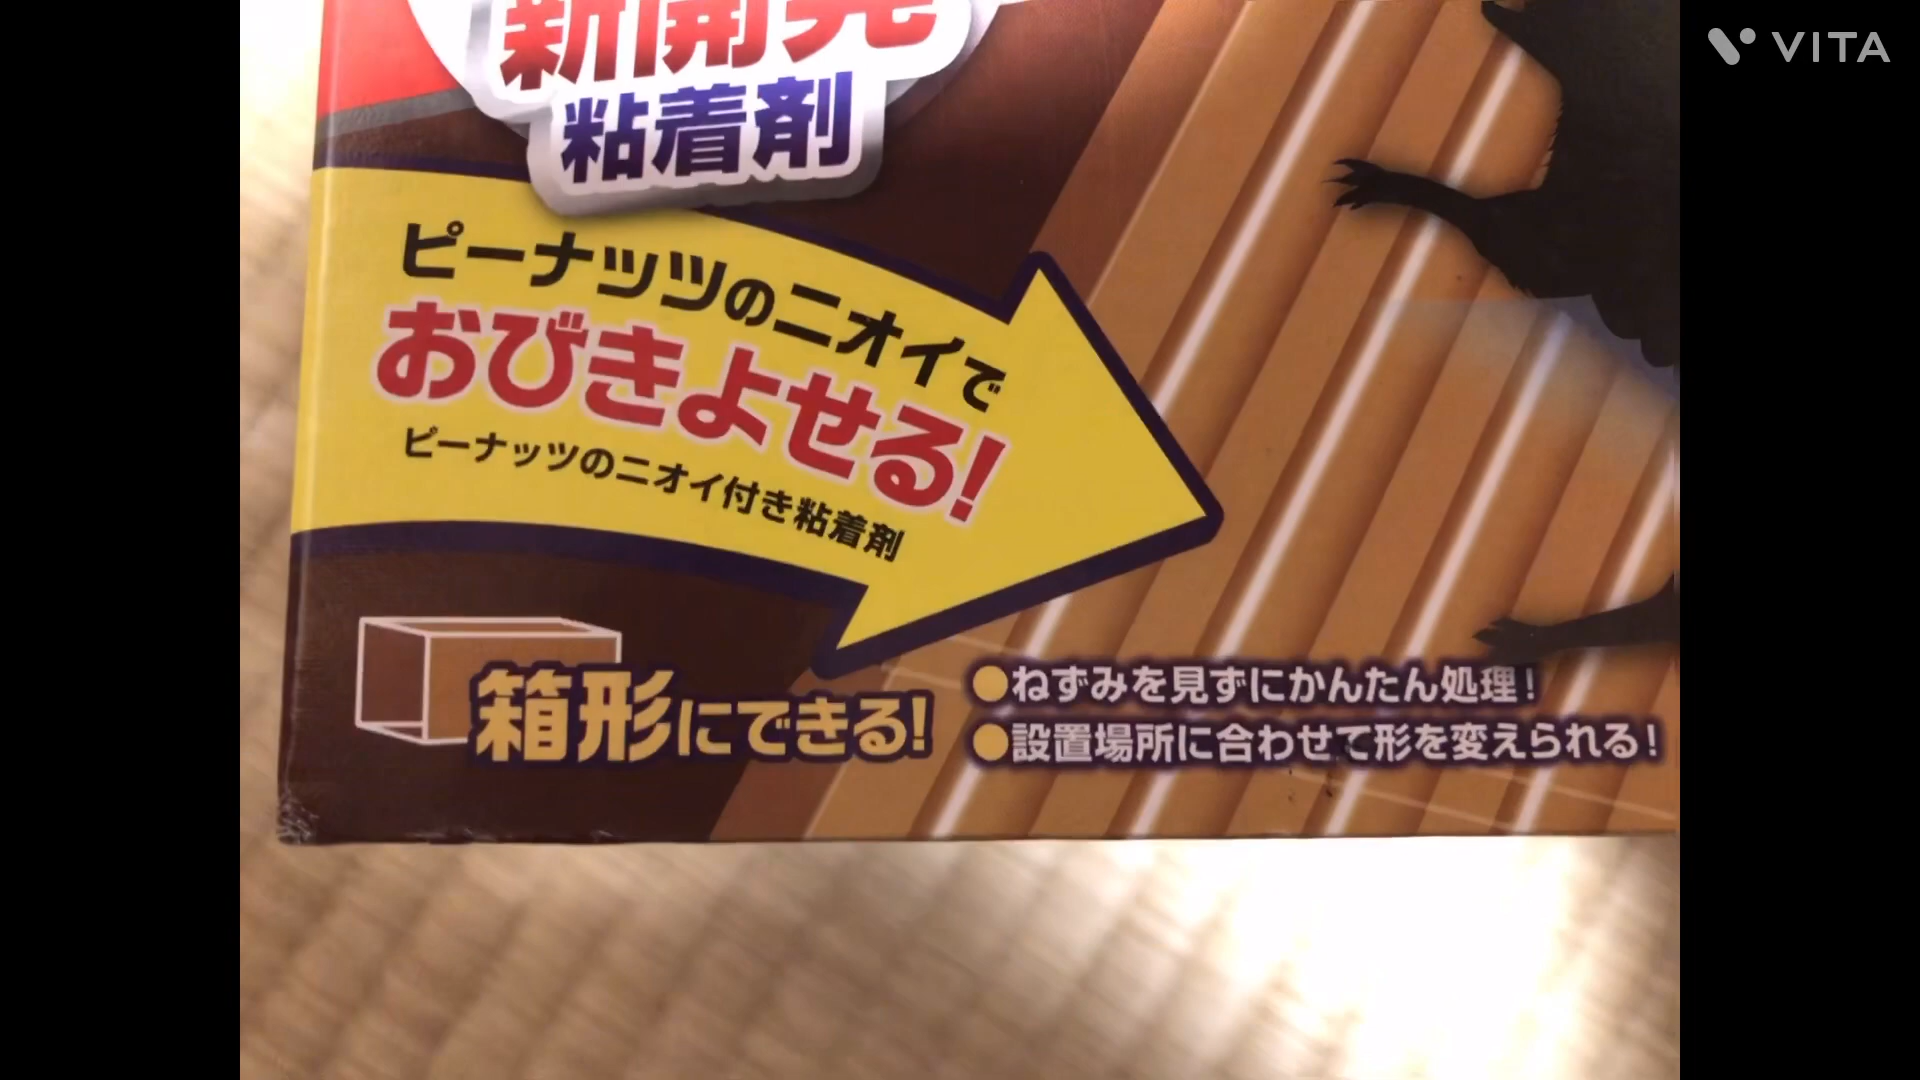 VITA
新開発
粘着剤
ピーナッツのニオイで
おびきよせる!
ピーナッツのニオイ付き粘着剤
箱形にできる!
●ねずみを見ずにかんたん処理!
●設置場所に合わせて形を変えられる!